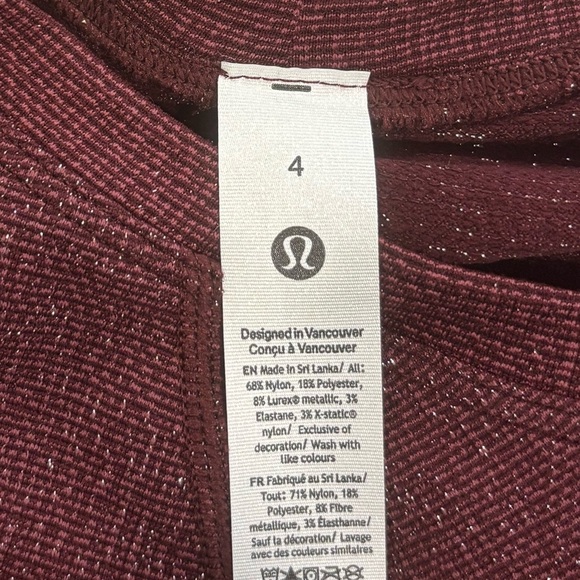 4
Designed in Vancouver
Conçu à Vancouver
EN Made in Sri Lanka/ All:
68% Nylon, 18% Polyester,
8% Lurex® metallic, 3%
Elastane, 3% X-static®
nylon/ Exclusive of
decoration/ Wash with
like colours
FR Fabriqué au Sri Lanka/
Tout: 71% Nylon, 18%
Polyester, 8% Fibre
métallique, 3% Élasthanne/
Sauf la décoration/ Lavage
avec des couleurs similaires